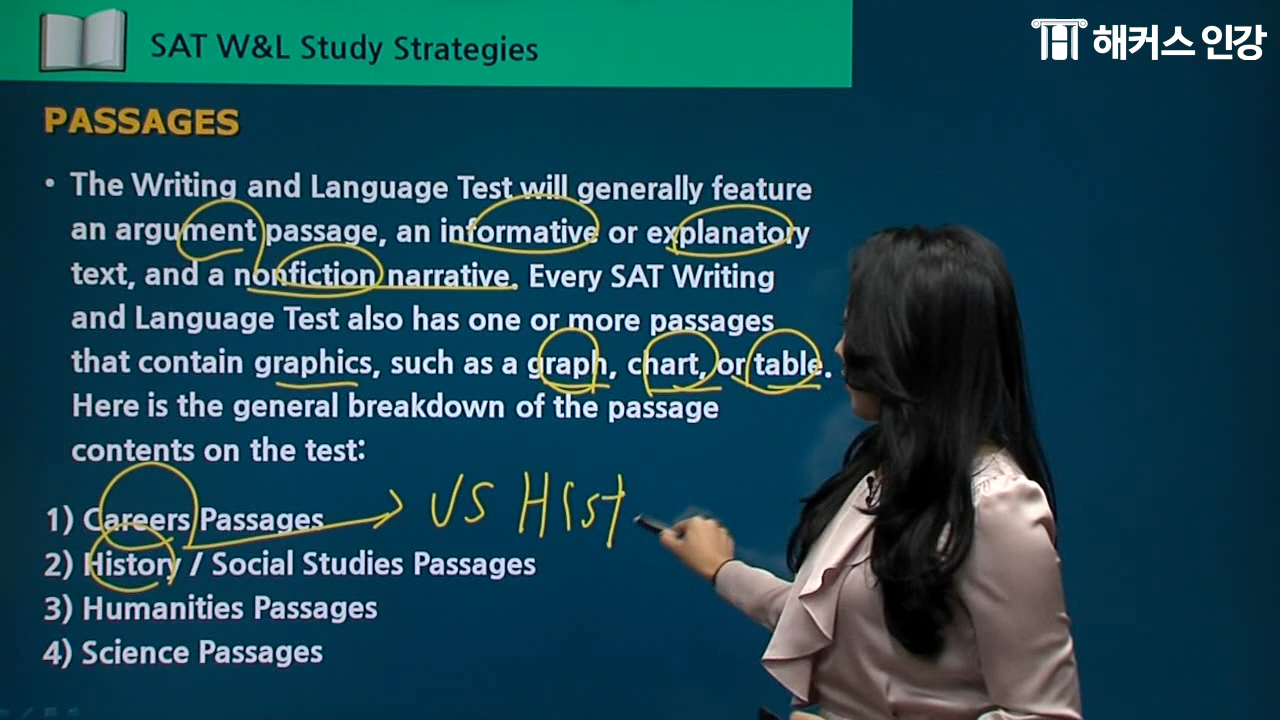 SAT W&L Study Strategies
해커스 인강
PASSAGES
• The Writing and Language Test will generally feature
an argument passage, an informative or explanatory
text, and a nonfiction narrative. Every SAT Writing
and Language Test also has one or more passages
that contain graphics, such as a graph, chart, or table.
Here is the general breakdown of the passage
contents on the test:
1) Careers Passages
US Hist
2) History / Social Studies Passages
3) Humanities Passages
4) Science Passages